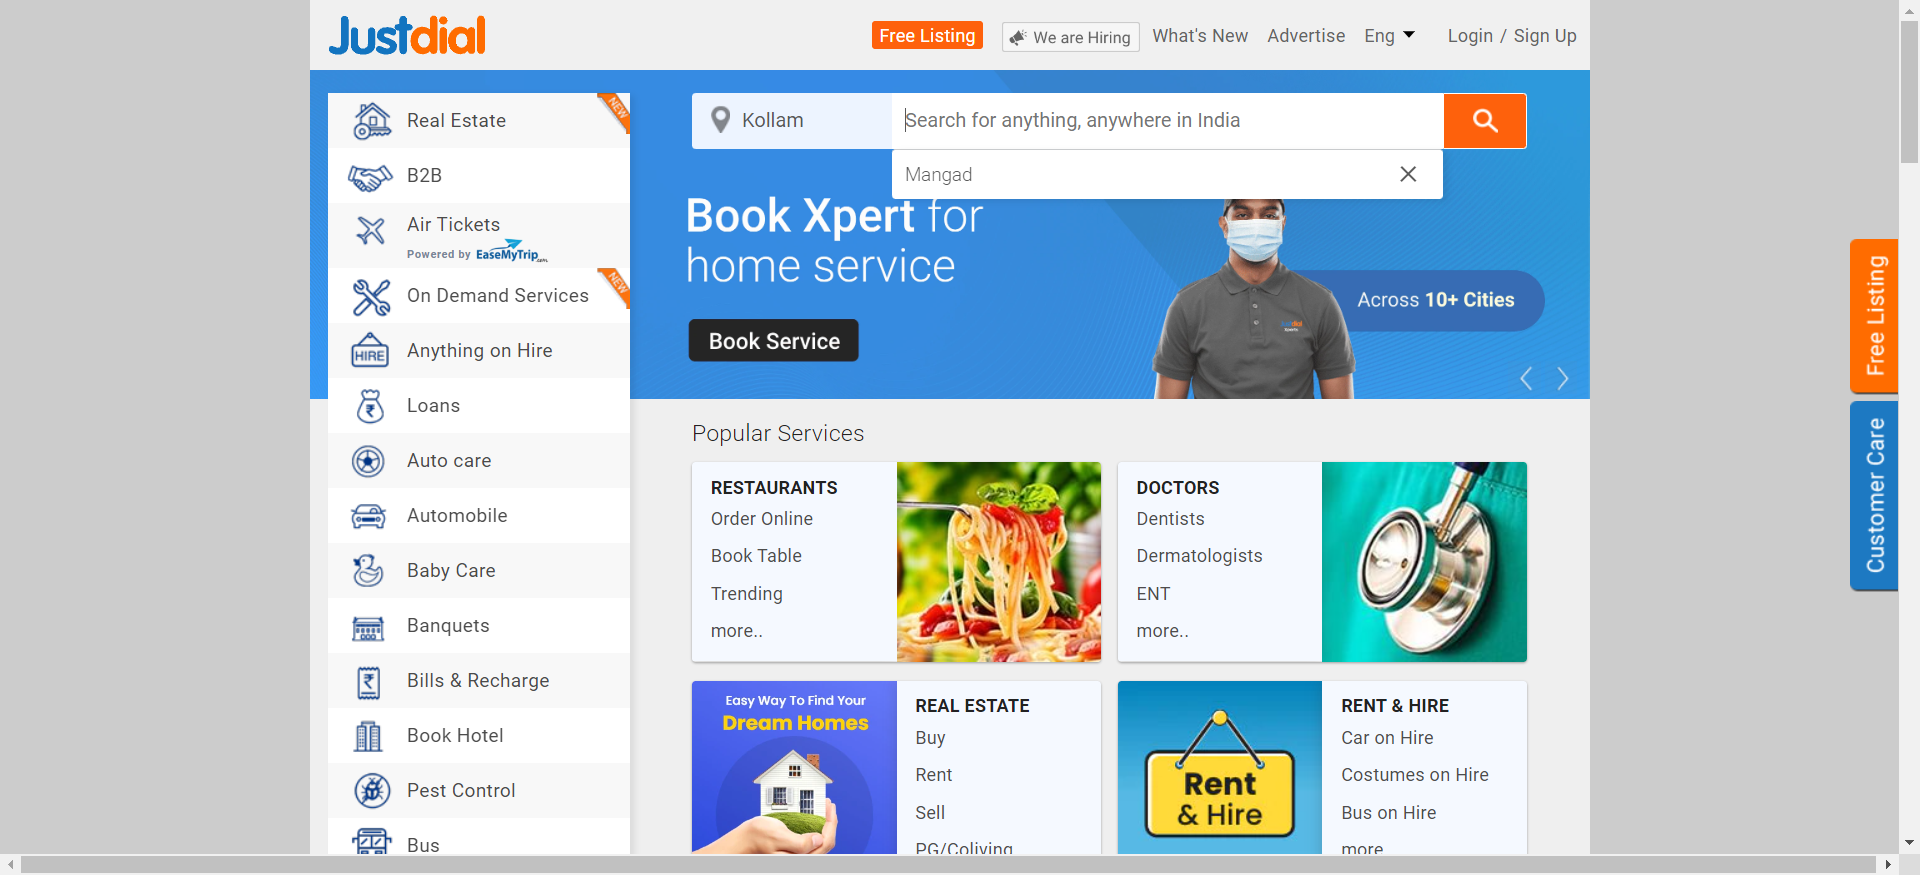 Justdial
Free Listing
We are Hiring
What's New
Advertise
Eng
Login / Sign Up
Real Estate
NEW
B2B
Air Tickets
Powered by EaseMyTrip.com
On Demand Services
NEW
Anything on Hire
HIRE
Loans
Auto care
Automobile
Baby Care
Banquets
Bills & Recharge
Book Hotel
Pest Control
Bus
Kollam
Search for anything, anywhere in India
Mangad
Book Xpert for
home service
Book Service
Across 10+ Cities
Justdial
Xperts
Popular Services
RESTAURANTS
Order Online
Book Table
Trending
more..
DOCTORS
Dentists
Dermatologists
ENT
more..
Easy Way To Find Your
Dream Homes
REAL ESTATE
Buy
Rent
Sell
PG/Coliving
Rent
& Hire
RENT & HIRE
Car on Hire
Costumes on Hire
Bus on Hire
more
Free Listing
Customer Care